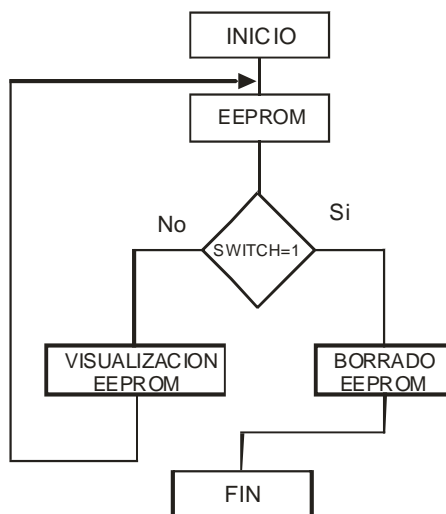 INICIO
EEPROM
No
Si
SWITCH=1
VISUALIZACION
EEPROM
BORRADO
EEPROM
FIN